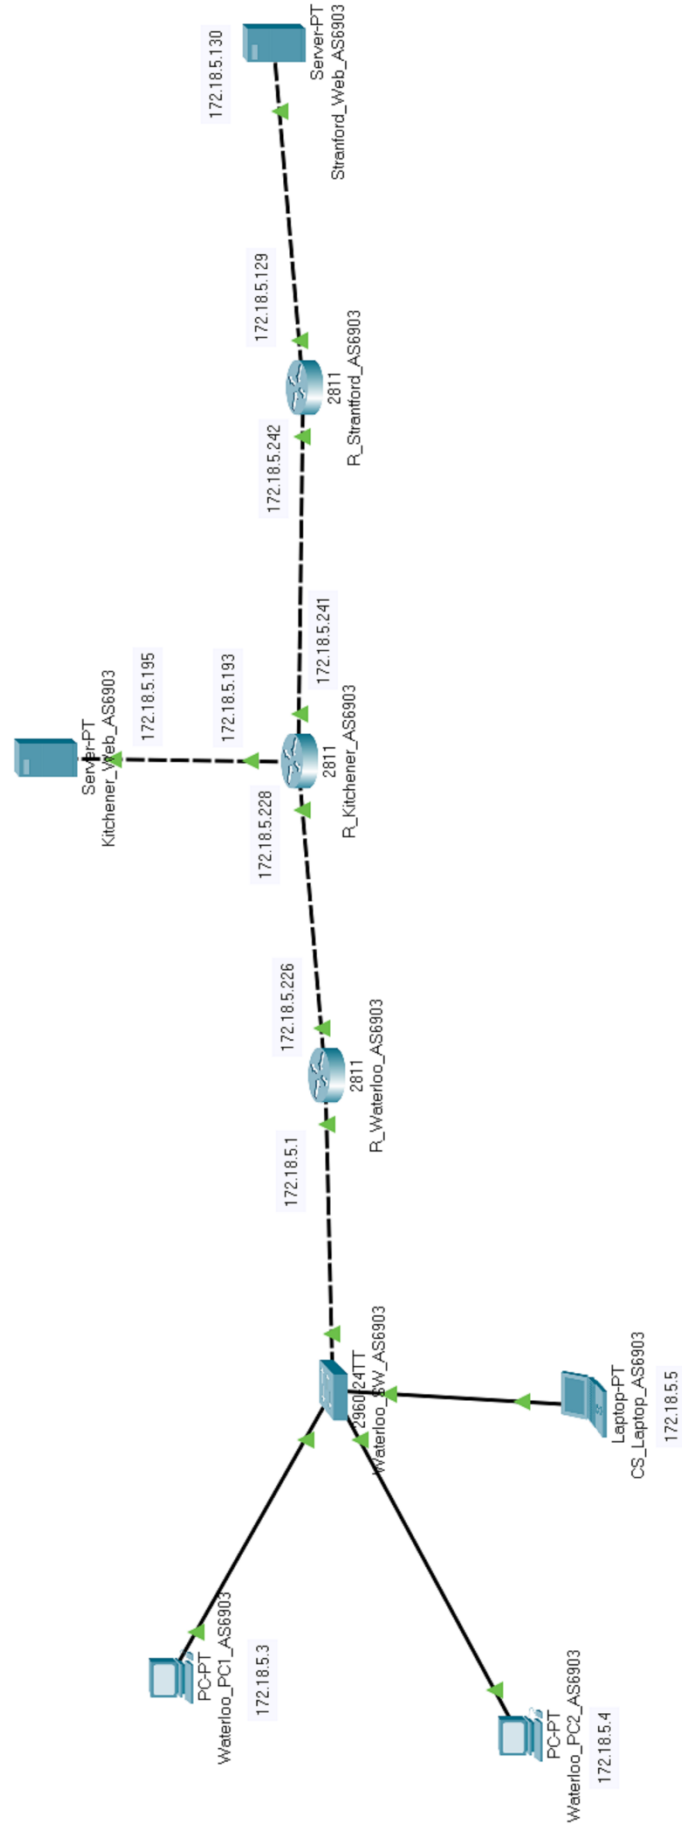 PC-PT
Waterloo_PC1_AS6903
172.18.5.3
PC-PT
Waterloo_PC2_AS6903
172.18.5.4
2960-24TT
Waterloo_SW_AS6903
Laptop-PT
CS_Laptop_AS6903
172.18.5.5
172.18.5.1
2811
R_Waterloo_AS6903
172.18.5.226
172.18.5.228
2811
R_Kitchener_AS6903
Server-PT
Kitchener_Web_AS6903
172.18.5.195
172.18.5.193
172.18.5.241
172.18.5.242
2811
R_Strantford_AS6903
172.18.5.129
172.18.5.130
Server-PT
Stranford_Web_AS6903